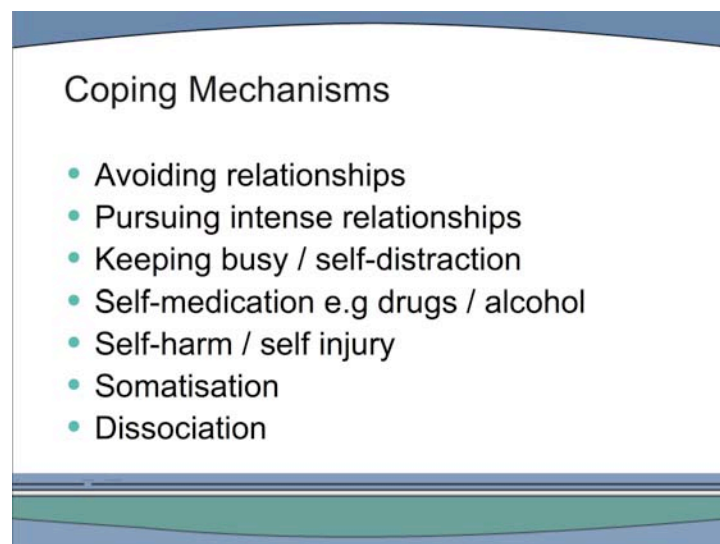 Coping Mechanisms
• Avoiding relationships
• Pursuing intense relationships
• Keeping busy / self-distraction
• Self-medication e.g drugs / alcohol
• Self-harm / self injury
• Somatisation
• Dissociation